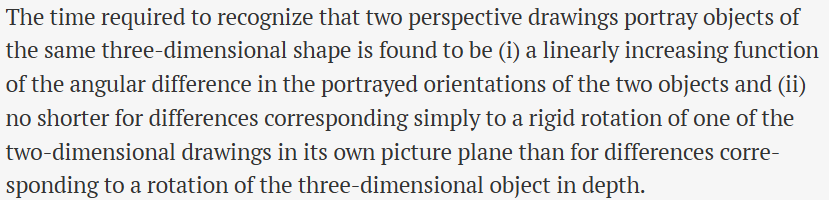 The time required to recognize that two perspective drawings portray objects of
the same three-dimensional shape is found to be (i) a linearly increasing function
of the angular difference in the portrayed orientations of the two objects and (ii)
no shorter for differences corresponding simply to a rigid rotation of one of the
two-dimensional drawings in its own picture plane than for differences corre-
sponding to a rotation of the three-dimensional object in depth.